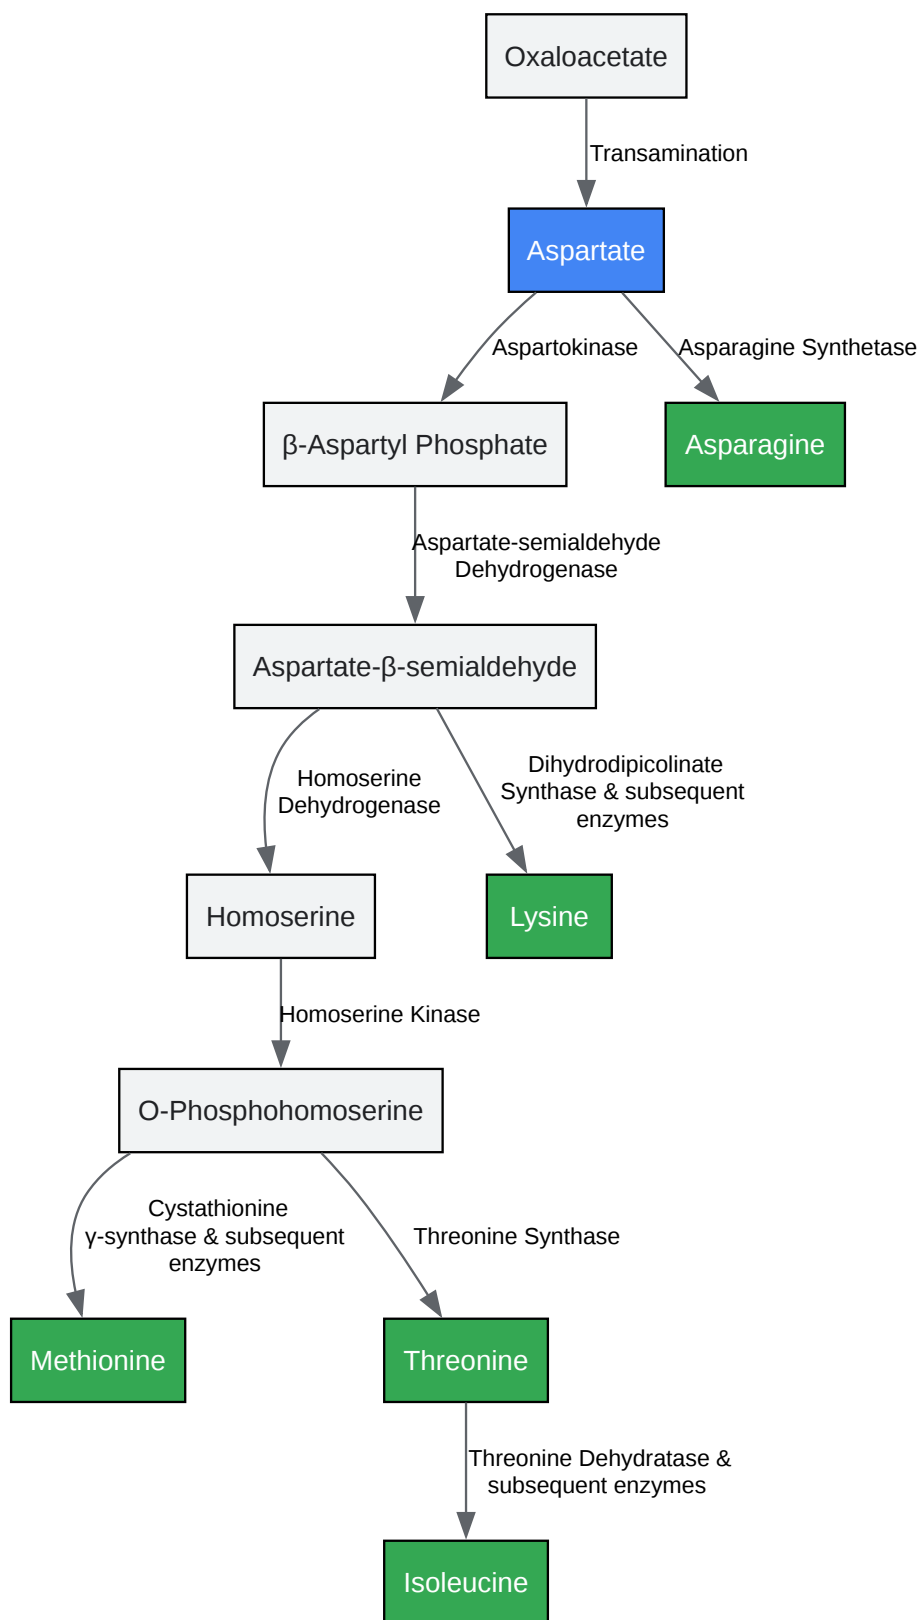 Oxaloacetate
Transamination
Aspartate
Aspartokinase
Asparagine Synthetase
β-Aspartyl Phosphate
Asparagine
Aspartate-semialdehyde
Dehydrogenase
Aspartate-β-semialdehyde
Homoserine
Dehydrogenase
Dihydrodipicolinate
Synthase & subsequent
enzymes
Homoserine
Lysine
Homoserine Kinase
O-Phosphohomoserine
Cystathionine
γ-synthase & subsequent
enzymes
Threonine Synthase
Methionine
Threonine
Threonine Dehydratase &
subsequent enzymes
Isoleucine